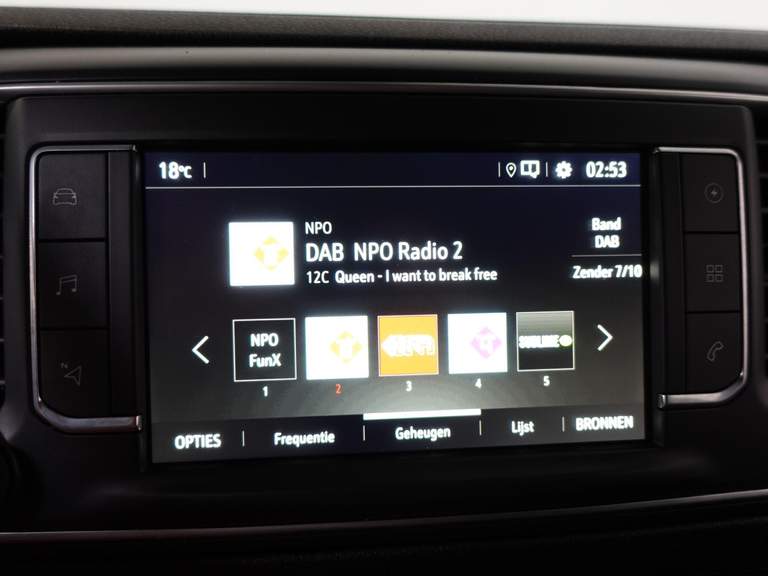 18°C
02:53
NPO
DAB NPO Radio 2
12C Queen - I want to break free
Band
DAB
Zender 7/10
NPO
FunX
SUBLIME
1
2
3
4
5
OPTIES
Frequentie
Geheugen
Lijst
BRONNEN
N